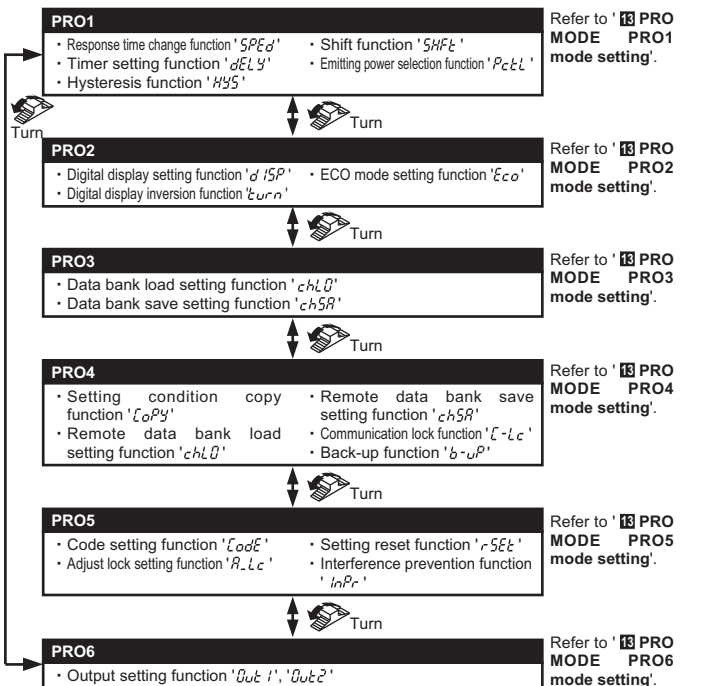 PRO1
・Response time change function 'SPEd'
・Shift function 'SHFt'
・Timer setting function 'dELY'
・Emitting power selection function 'PctL'
・Hysteresis function 'HYS'
Refer to ' 13 PRO
MODE PRO1
mode setting'.
Turn
Turn
PRO2
・Digital display setting function 'dISP'
・ECO mode setting function 'Eco'
・Digital display inversion function 'turn'
Refer to ' 13 PRO
MODE PRO2
mode setting'.
Turn
PRO3
・Data bank load setting function 'chLO'
・Data bank save setting function 'chSA'
Refer to ' 13 PRO
MODE PRO3
mode setting'.
Turn
PRO4
・Setting condition copy
function 'CoPY'
・Remote data bank load
setting function 'chLO'
・Remote data bank save
setting function 'chSA'
・Communication lock function 'C-Lc'
・Back-up function 'b-uP'
Refer to ' 13 PRO
MODE PRO4
mode setting'.
Turn
PRO5
・Code setting function 'CodE'
・Adjust lock setting function 'A_Lc'
・Setting reset function 'rSEt'
・Interference prevention function
' InPr '
Refer to ' 13 PRO
MODE PRO5
mode setting'.
Turn
PRO6
・Output setting function 'Out1', 'Out2'
Refer to ' 13 PRO
MODE PRO6
mode setting'.